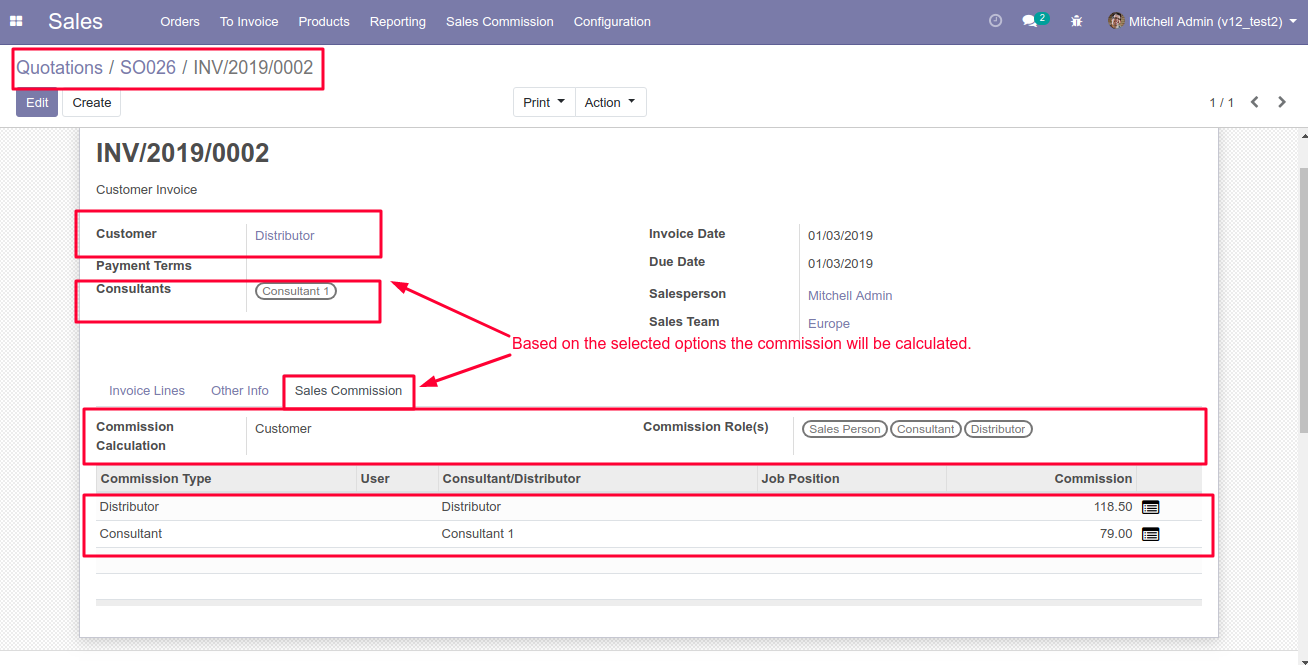 Sales Orders To Invoice Products Reporting Sales Commission Configuration 2 Mitchell Admin (v12_test2)
Quotations / SO026 / INV/2019/0002
Edit Create Print Action 1 / 1
INV/2019/0002
Customer Invoice
Customer Distributor Invoice Date 01/03/2019
Payment Terms Due Date 01/03/2019
Consultants Consultant 1 Salesperson Mitchell Admin
Sales Team Europe
Based on the selected options the commission will be calculated.
Invoice Lines Other Info Sales Commission
Commission Calculation Customer Commission Role(s) Sales Person Consultant Distributor
Commission Type User Consultant/Distributor Job Position Commission
Distributor Distributor 118.50
Consultant Consultant 1 79.00